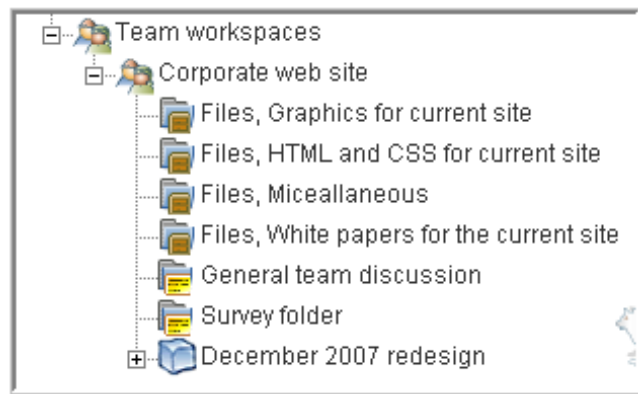 Team workspaces
Corporate web site
Files, Graphics for current site
Files, HTML and CSS for current site
Files, Miceallaneous
Files, White papers for the current site
General team discussion
Survey folder
December 2007 redesign